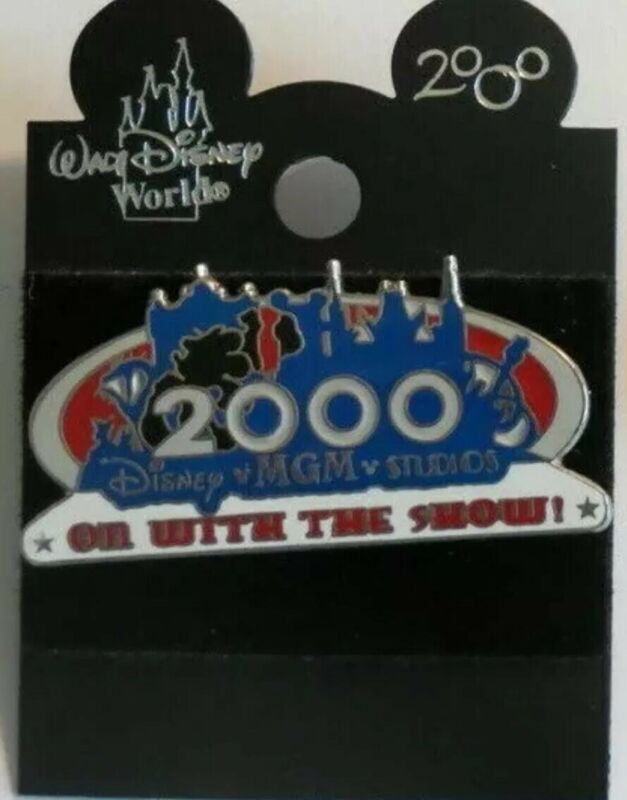 2000
Walt Disney
World®
2000
Disney MGM Studios
ON WITH THE SHOW!